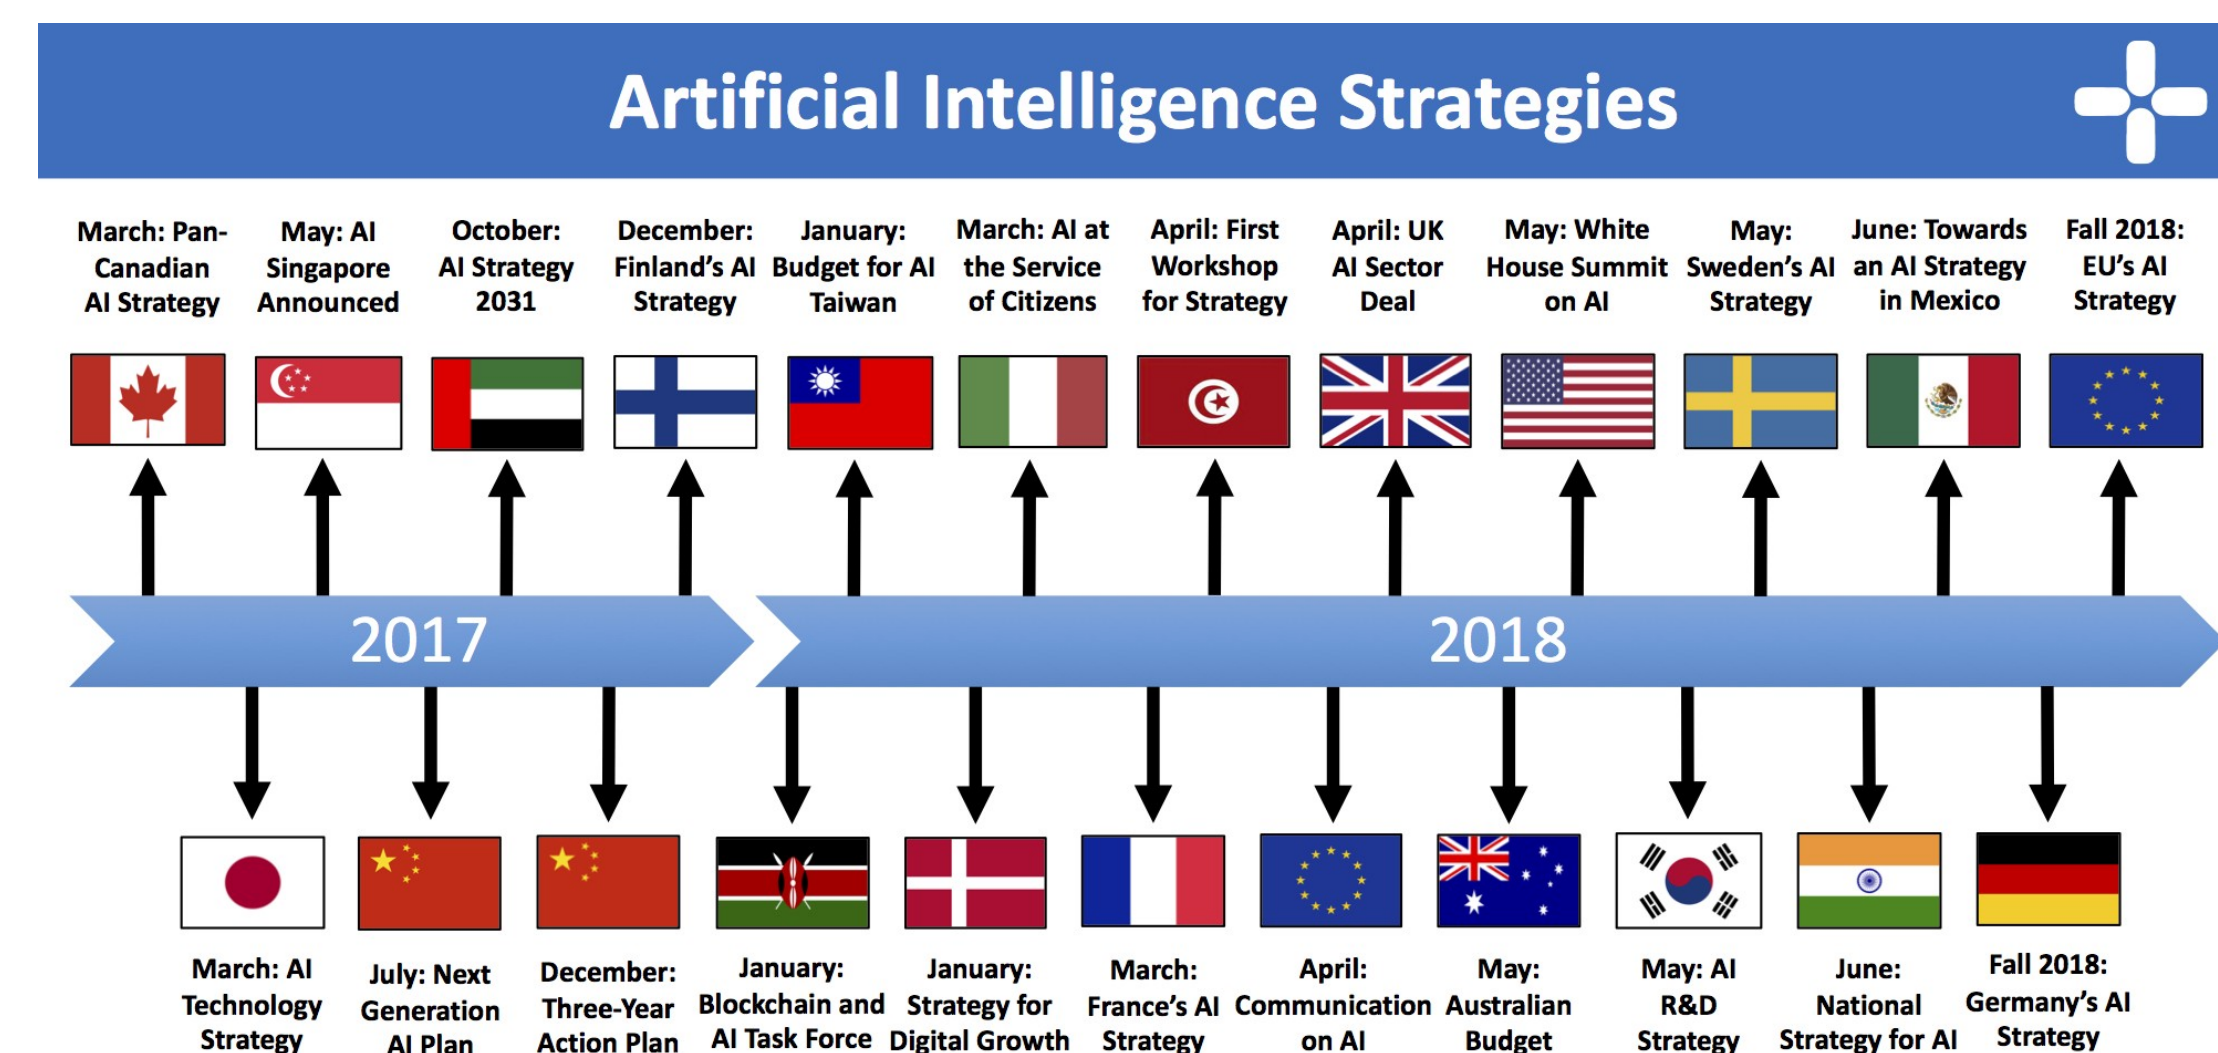 Artificial Intelligence Strategies
March: Pan-
Canadian
AI Strategy
May: AI
Singapore
Announced
October:
AI Strategy
2031
December:
Finland's AI
Strategy
January:
Budget for AI
Taiwan
March: AI at
the Service
of Citizens
April: First
Workshop
for Strategy
April: UK
AI Sector
Deal
May: White
House Summit
on AI
May:
Sweden's AI
Strategy
June: Towards
an AI Strategy
in Mexico
Fall 2018:
EU's AI
Strategy
2017
2018
March: AI
Technology
Strategy
July: Next
Generation
AI Plan
December:
Three-Year
Action Plan
January:
Blockchain and
AI Task Force
January:
Strategy for
Digital Growth
March:
France's AI
Strategy
April:
Communication
on AI
May:
Australian
Budget
May: AI
R&D
Strategy
June:
National
Strategy for AI
Fall 2018:
Germany's AI
Strategy